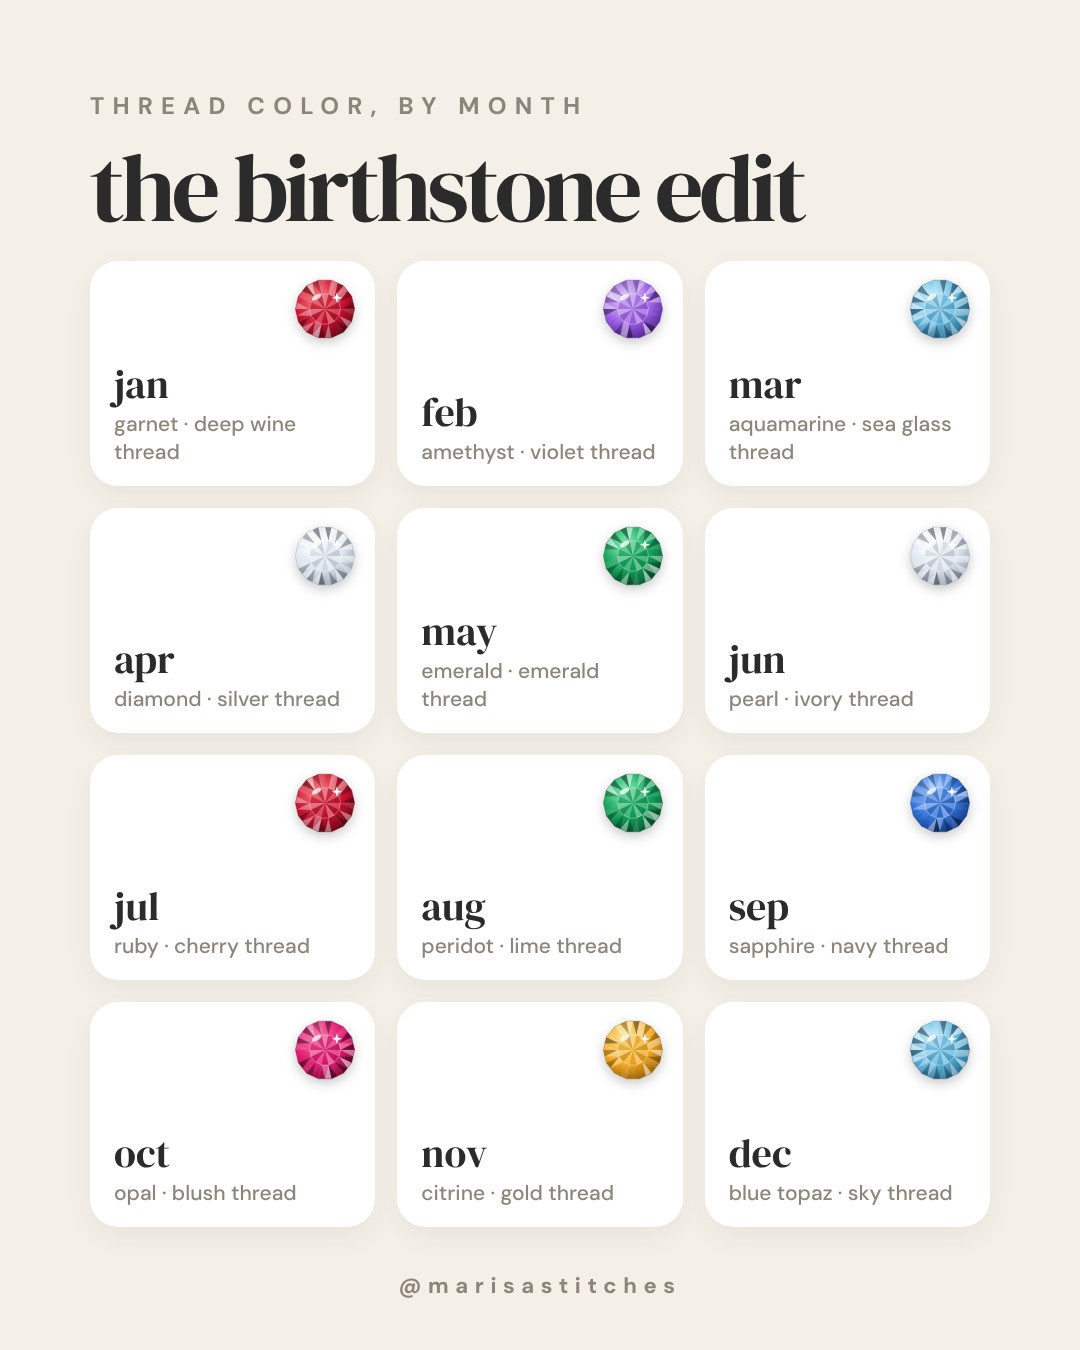 THREAD COLOR, BY MONTH
the birthstone edit
jan
garnet · deep wine
thread
feb
amethyst · violet thread
mar
aquamarine · sea glass
thread
apr
diamond · silver thread
may
emerald · emerald
thread
jun
pearl · ivory thread
jul
ruby · cherry thread
aug
peridot · lime thread
sep
sapphire · navy thread
oct
opal · blush thread
nov
citrine · gold thread
dec
blue topaz · sky thread
@marisastitches